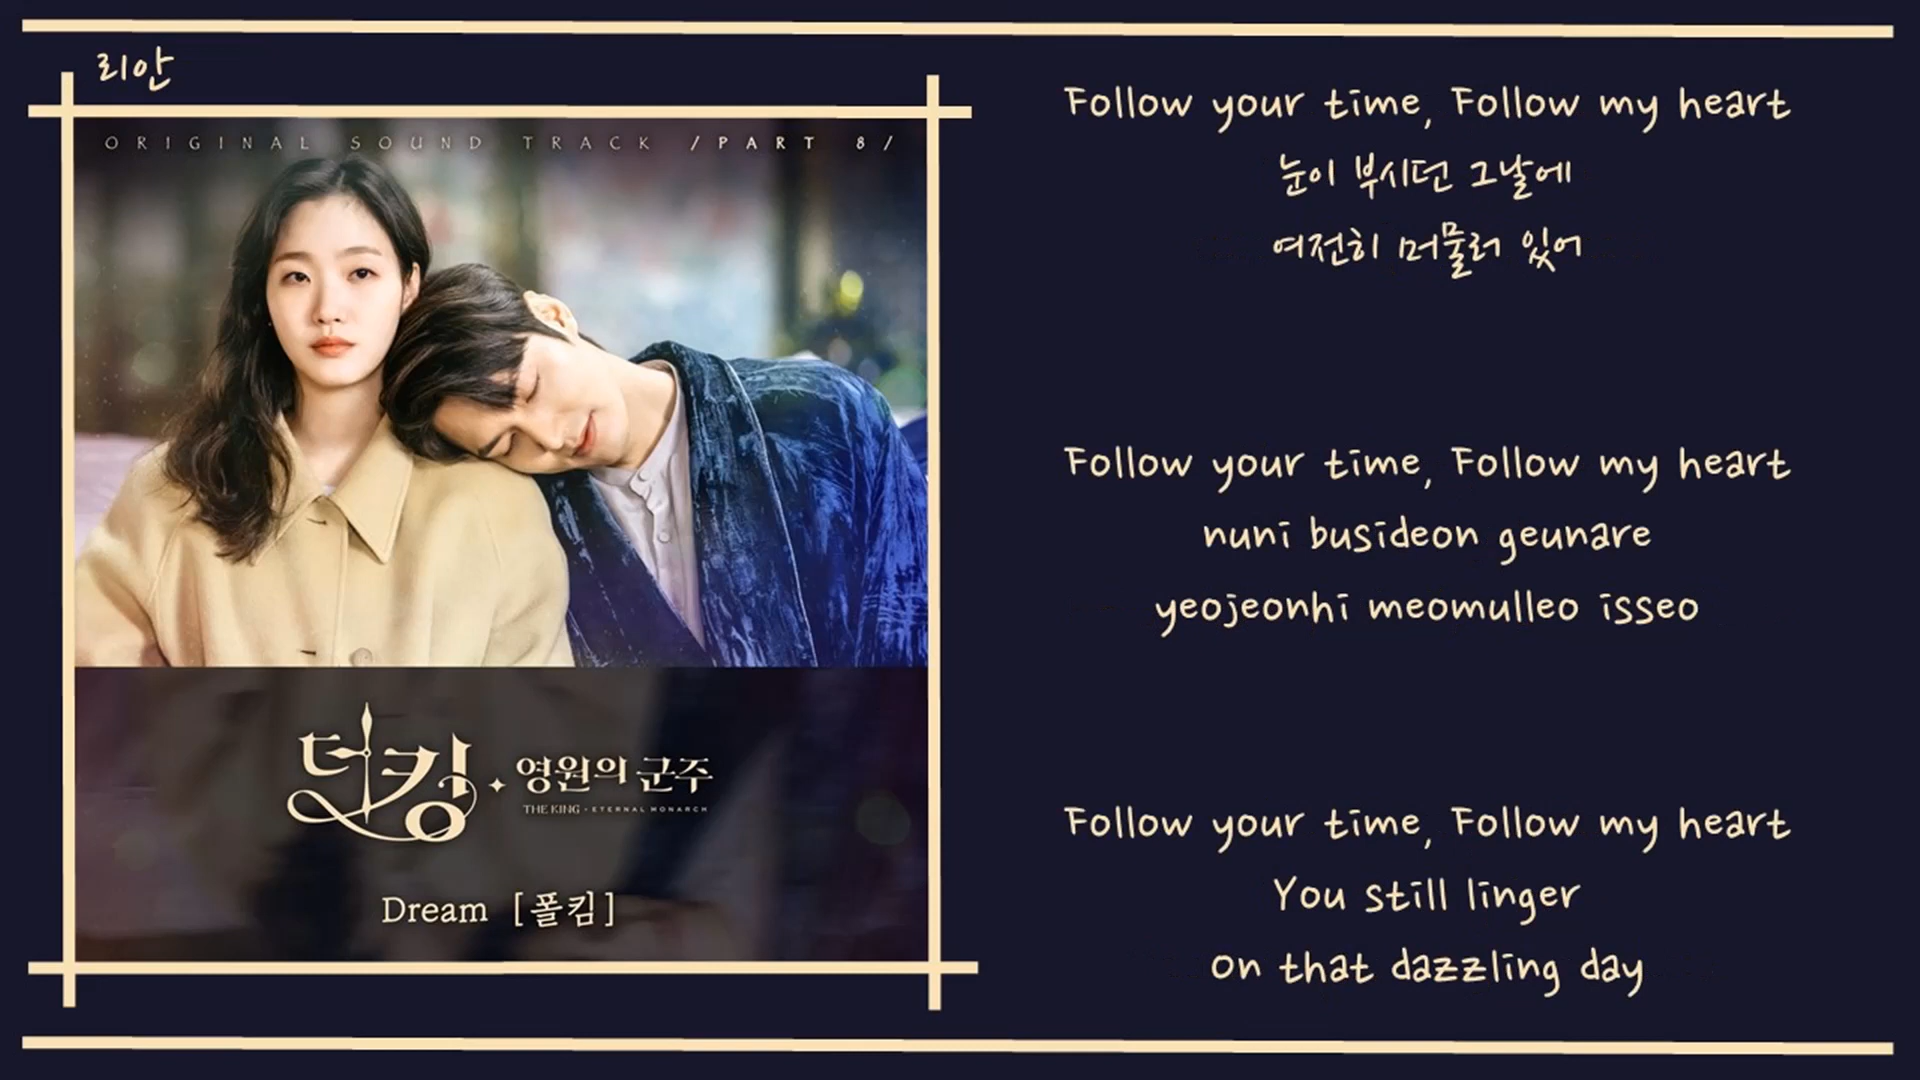 리안
ORIGINAL SOUND TRACK /PART 8/
더킹 영원의 군주
THE KING - ETERNAL MONARCH
Dream [폴킴]
Follow your time, Follow my heart
눈이 부시던 그날에
여전히 머물러 있어
Follow your time, Follow my heart
nuni busideon geunare
yeojeonhi meomulleo isseo
Follow your time, Follow my heart
You still linger
on that dazzling day